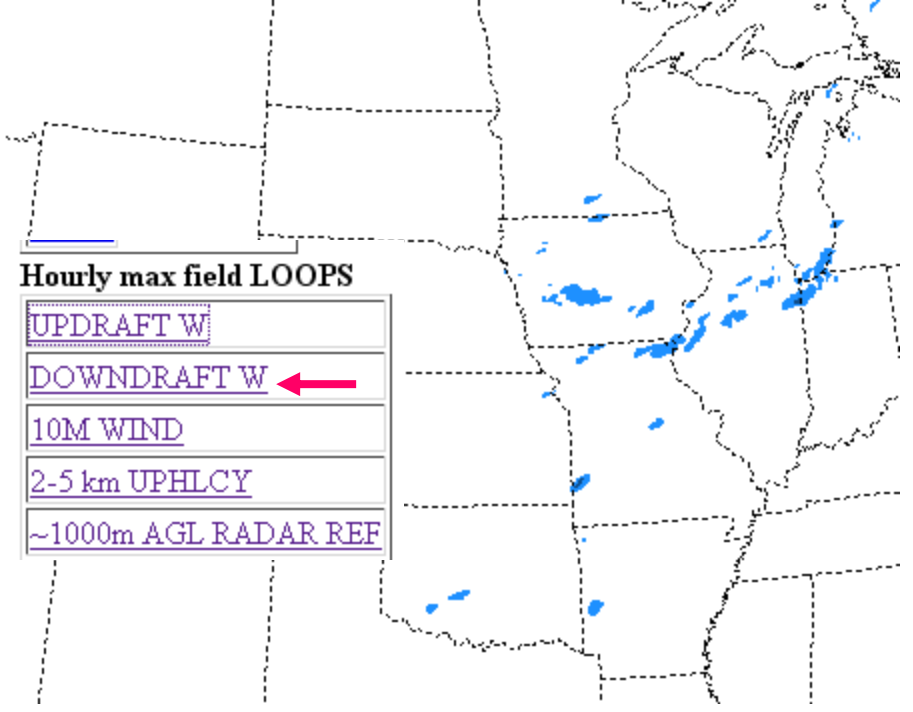 Hourly max field LOOPS
UPDRAFT W
DOWNDRAFT W
10M WIND
2-5 km UPHLCY
~1000m AGL RADAR REF